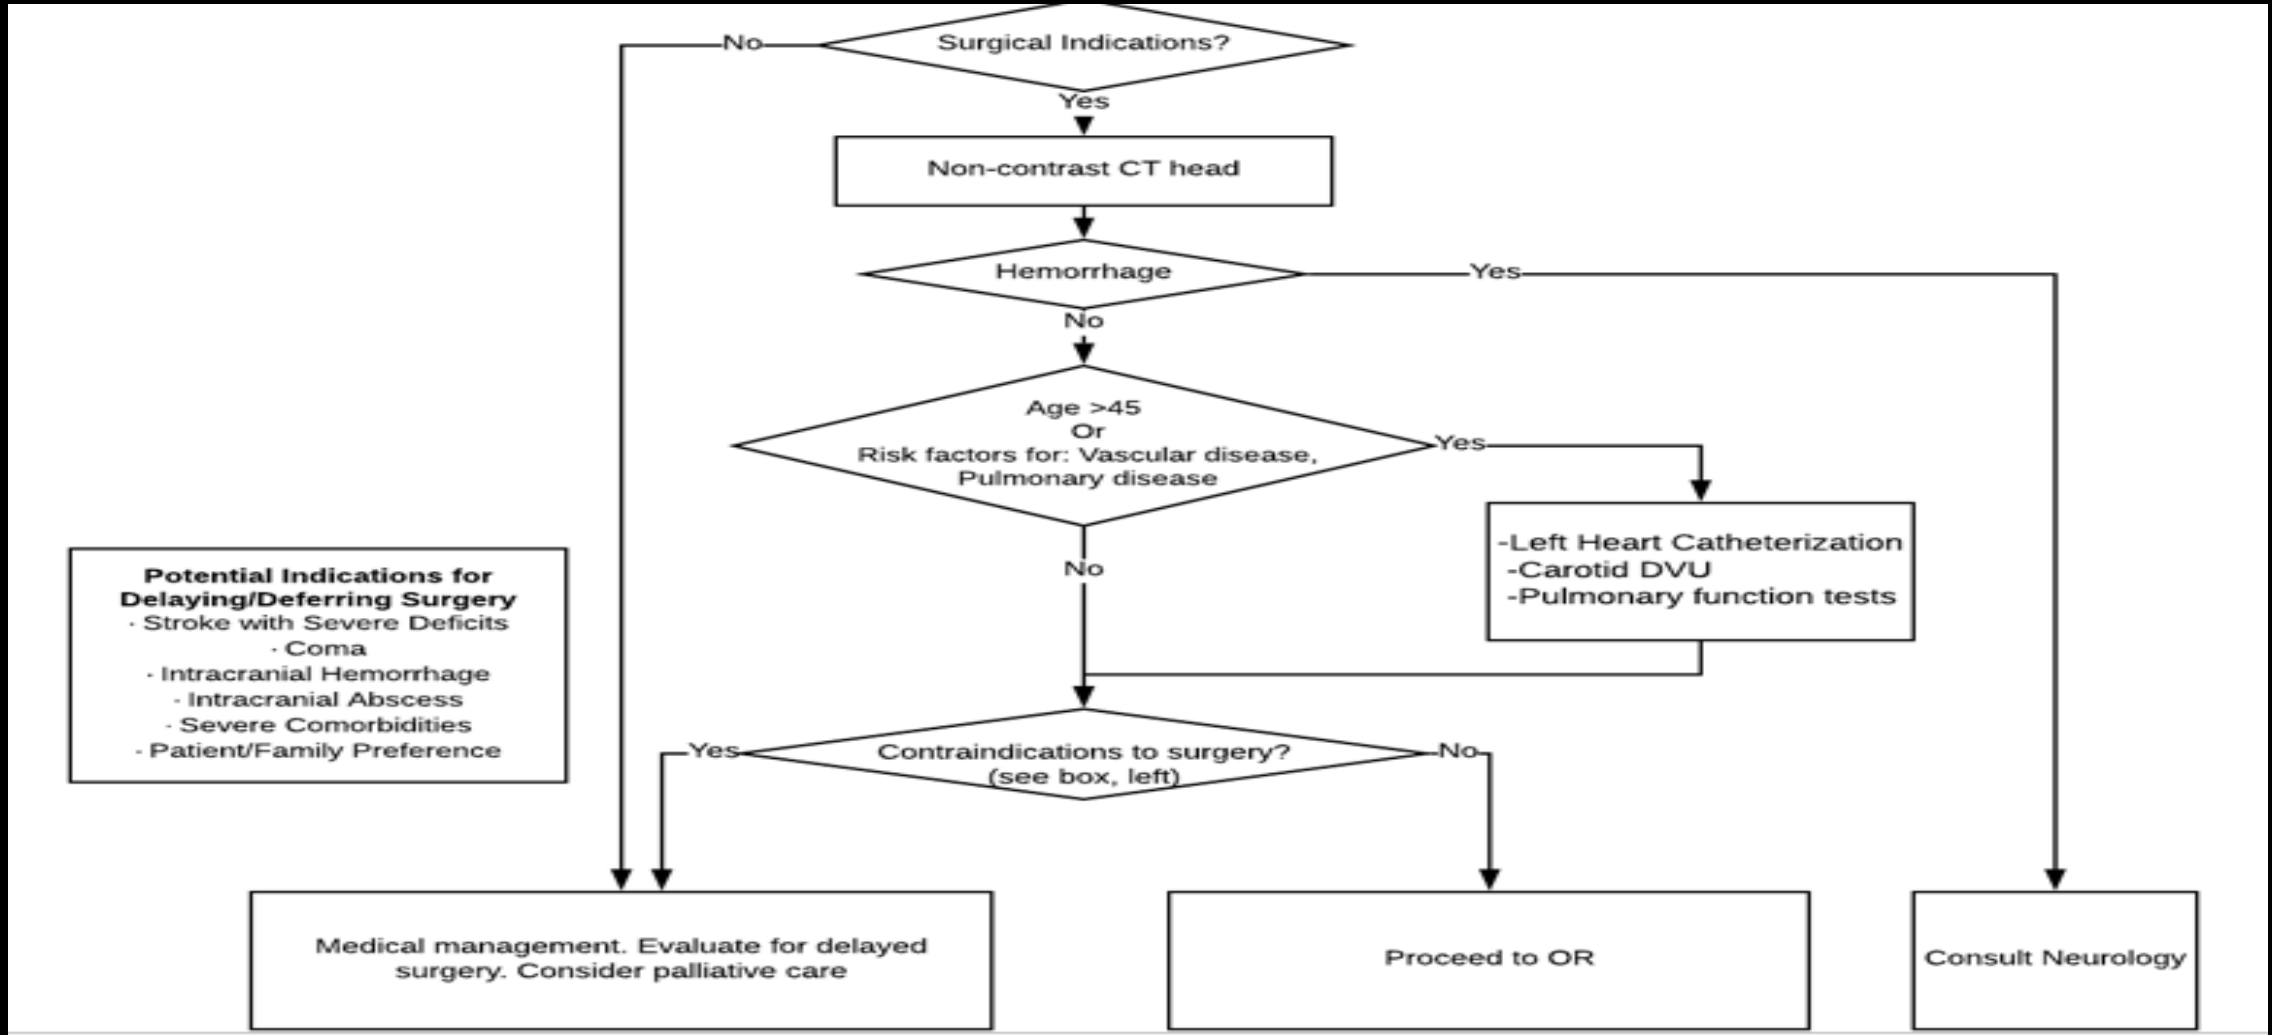 Surgical Indications?
No
Yes
Non-contrast CT head
Hemorrhage
Yes
No
Age >45
Or
Risk factors for: Vascular disease,
Pulmonary disease
Yes
No
-Left Heart Catheterization
-Carotid DVU
-Pulmonary function tests
Potential Indications for
Delaying/Deferring Surgery
· Stroke with Severe Deficits
· Coma
· Intracranial Hemorrhage
· Intracranial Abscess
· Severe Comorbidities
· Patient/Family Preference
Yes
Contraindications to surgery?
(see box, left)
No
Medical management. Evaluate for delayed
surgery. Consider palliative care
Proceed to OR
Consult Neurology